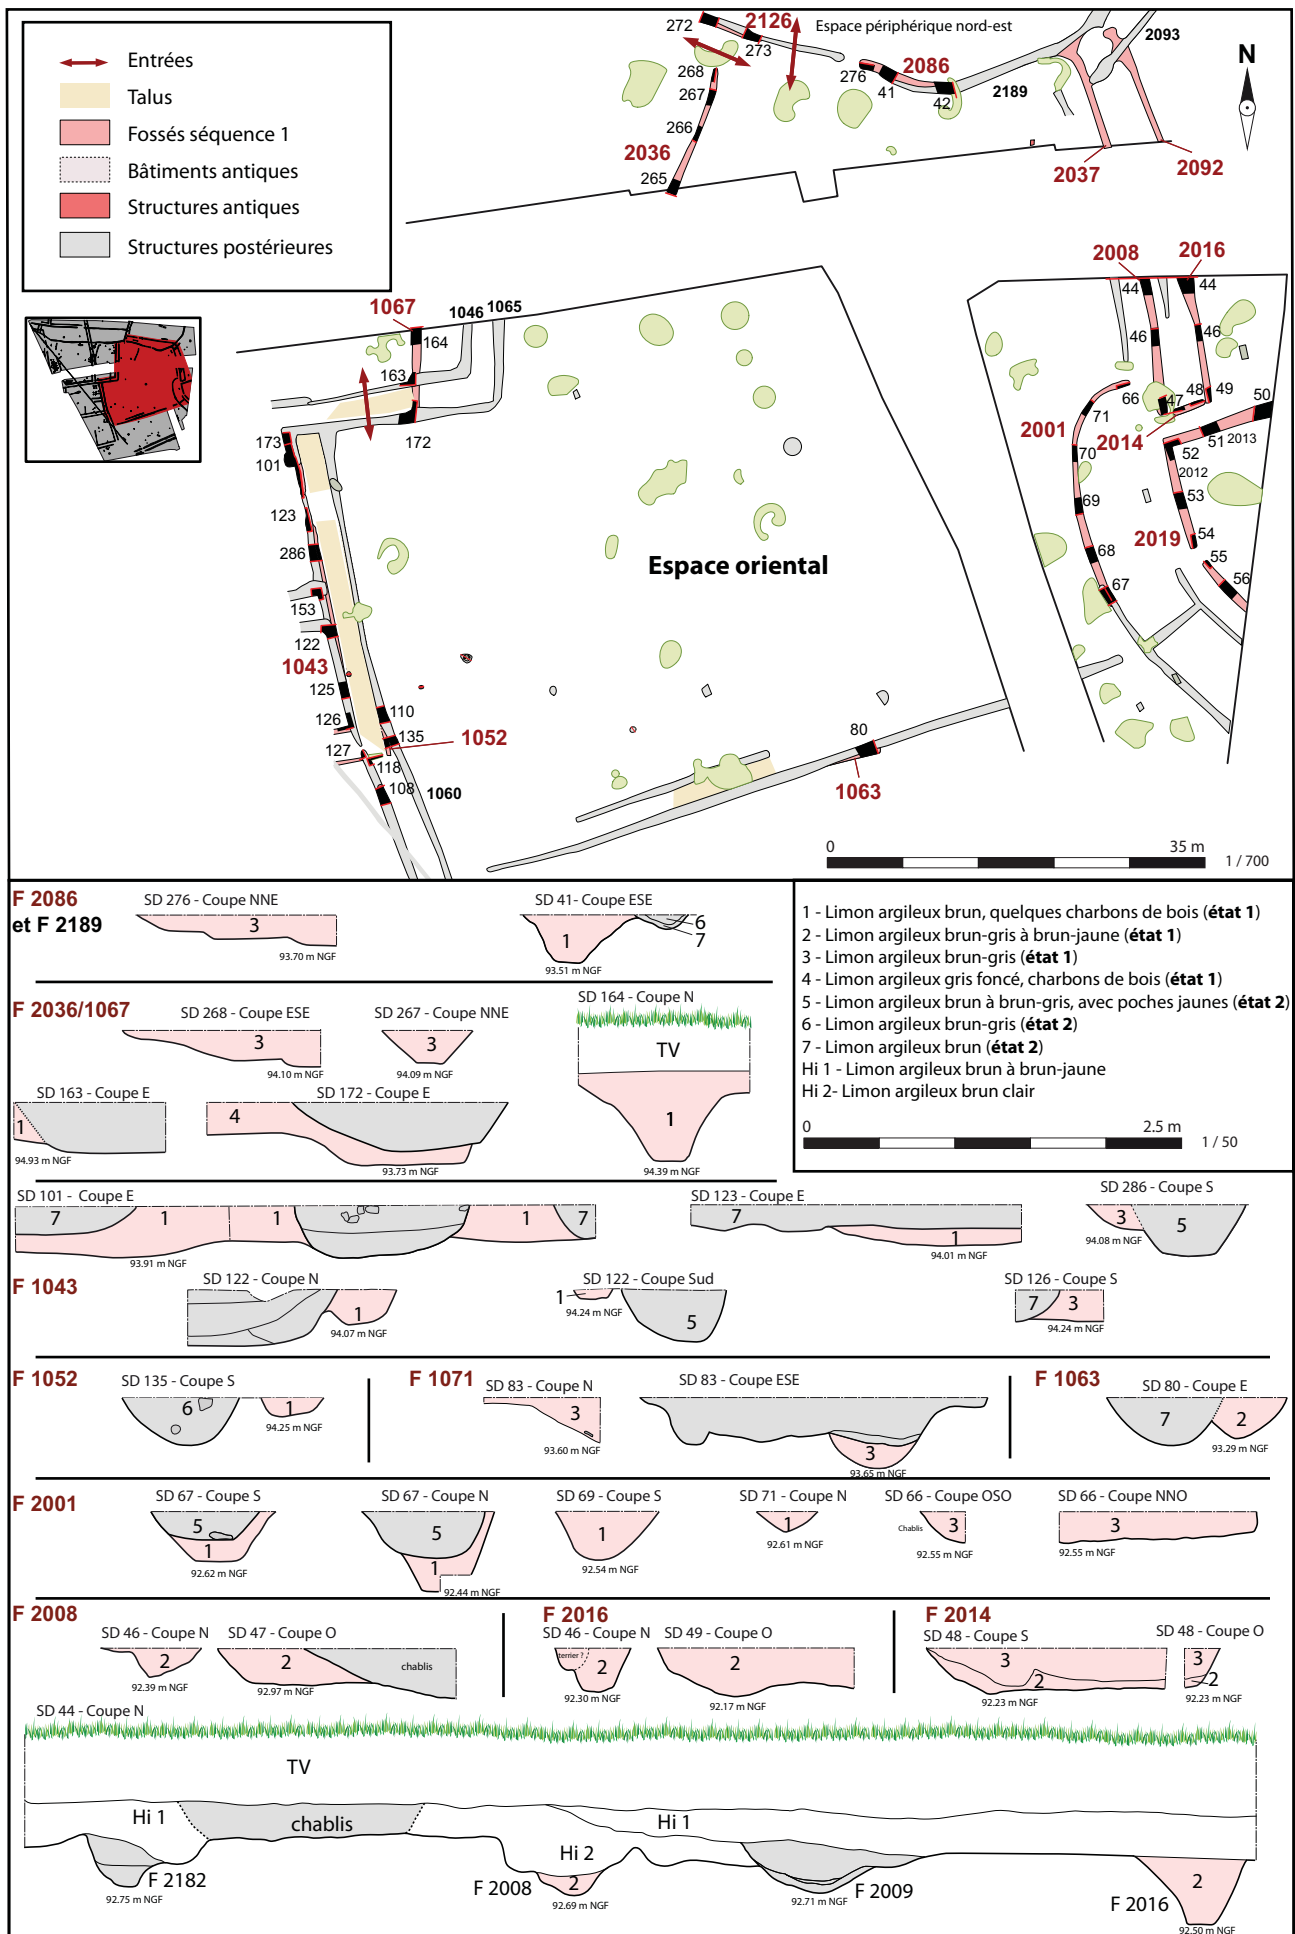 Entrées
Talus
Fossés séquence 1
Bâtiments antiques
Structures antiques
Structures postérieures
272
2126
Espace périphérique nord-est
2093
273
N
268
276
2086
267
41
42
2189
266
2036
265
2037
2092
2008
2016
1067
1046
1065
44
44
164
46
46
163
66
48
49
50
47
71
173
172
2001
2014
51
2013
101
70
52
2012
123
69
53
286
Espace oriental
2019
54
68
55
153
67
56
122
1043
125
126
110
135
1052
80
127
118
108
1060
1063
0
35 m
1 / 700
F 2086
et F 2189
SD 276 - Coupe NNE
3
93.70 m NGF
SD 41- Coupe ESE
1
6
7
93.51 m NGF
1 - Limon argileux brun, quelques charbons de bois (état 1)
2 - Limon argileux brun-gris à brun-jaune (état 1)
3 - Limon argileux brun-gris (état 1)
4 - Limon argileux gris foncé, charbons de bois (état 1)
5 - Limon argileux brun à brun-gris, avec poches jaunes (état 2)
6 - Limon argileux brun-gris (état 2)
7 - Limon argileux brun (état 2)
Hi 1 - Limon argileux brun à brun-jaune
Hi 2- Limon argileux brun clair
0
2.5 m
1 / 50
F 2036/1067
SD 268 - Coupe ESE
3
94.10 m NGF
SD 267 - Coupe NNE
3
94.09 m NGF
SD 164 - Coupe N
TV
1
94.39 m NGF
SD 163 - Coupe E
1
94.93 m NGF
SD 172 - Coupe E
4
93.73 m NGF
SD 101 - Coupe E
7
1
1
1
7
93.91 m NGF
SD 123 - Coupe E
7
1
94.01 m NGF
SD 286 - Coupe S
3
5
94.08 m NGF
F 1043
SD 122 - Coupe N
1
94.07 m NGF
SD 122 - Coupe Sud
1
94.24 m NGF
5
SD 126 - Coupe S
7
3
94.24 m NGF
F 1052
SD 135 - Coupe S
6
1
94.25 m NGF
F 1071
SD 83 - Coupe N
3
93.60 m NGF
SD 83 - Coupe ESE
3
93.65 m NGF
F 1063
SD 80 - Coupe E
7
2
93.29 m NGF
F 2001
SD 67 - Coupe S
5
1
92.62 m NGF
SD 67 - Coupe N
5
1
92.44 m NGF
SD 69 - Coupe S
1
92.54 m NGF
SD 71 - Coupe N
1
92.61 m NGF
SD 66 - Coupe OSO
Chablis
3
92.55 m NGF
SD 66 - Coupe NNO
3
92.55 m NGF
F 2008
SD 46 - Coupe N
2
92.39 m NGF
SD 47 - Coupe O
2
chablis
92.97 m NGF
F 2016
SD 46 - Coupe N
terrier ?
2
92.30 m NGF
SD 49 - Coupe O
2
92.17 m NGF
F 2014
SD 48 - Coupe S
3
2
92.23 m NGF
SD 48 - Coupe O
3
2
92.23 m NGF
SD 44 - Coupe N
TV
Hi 1
chablis
Hi 1
Hi 2
F 2182
92.75 m NGF
F 2008
2
92.69 m NGF
F 2009
92.71 m NGF
F 2016
2
92.50 m NGF